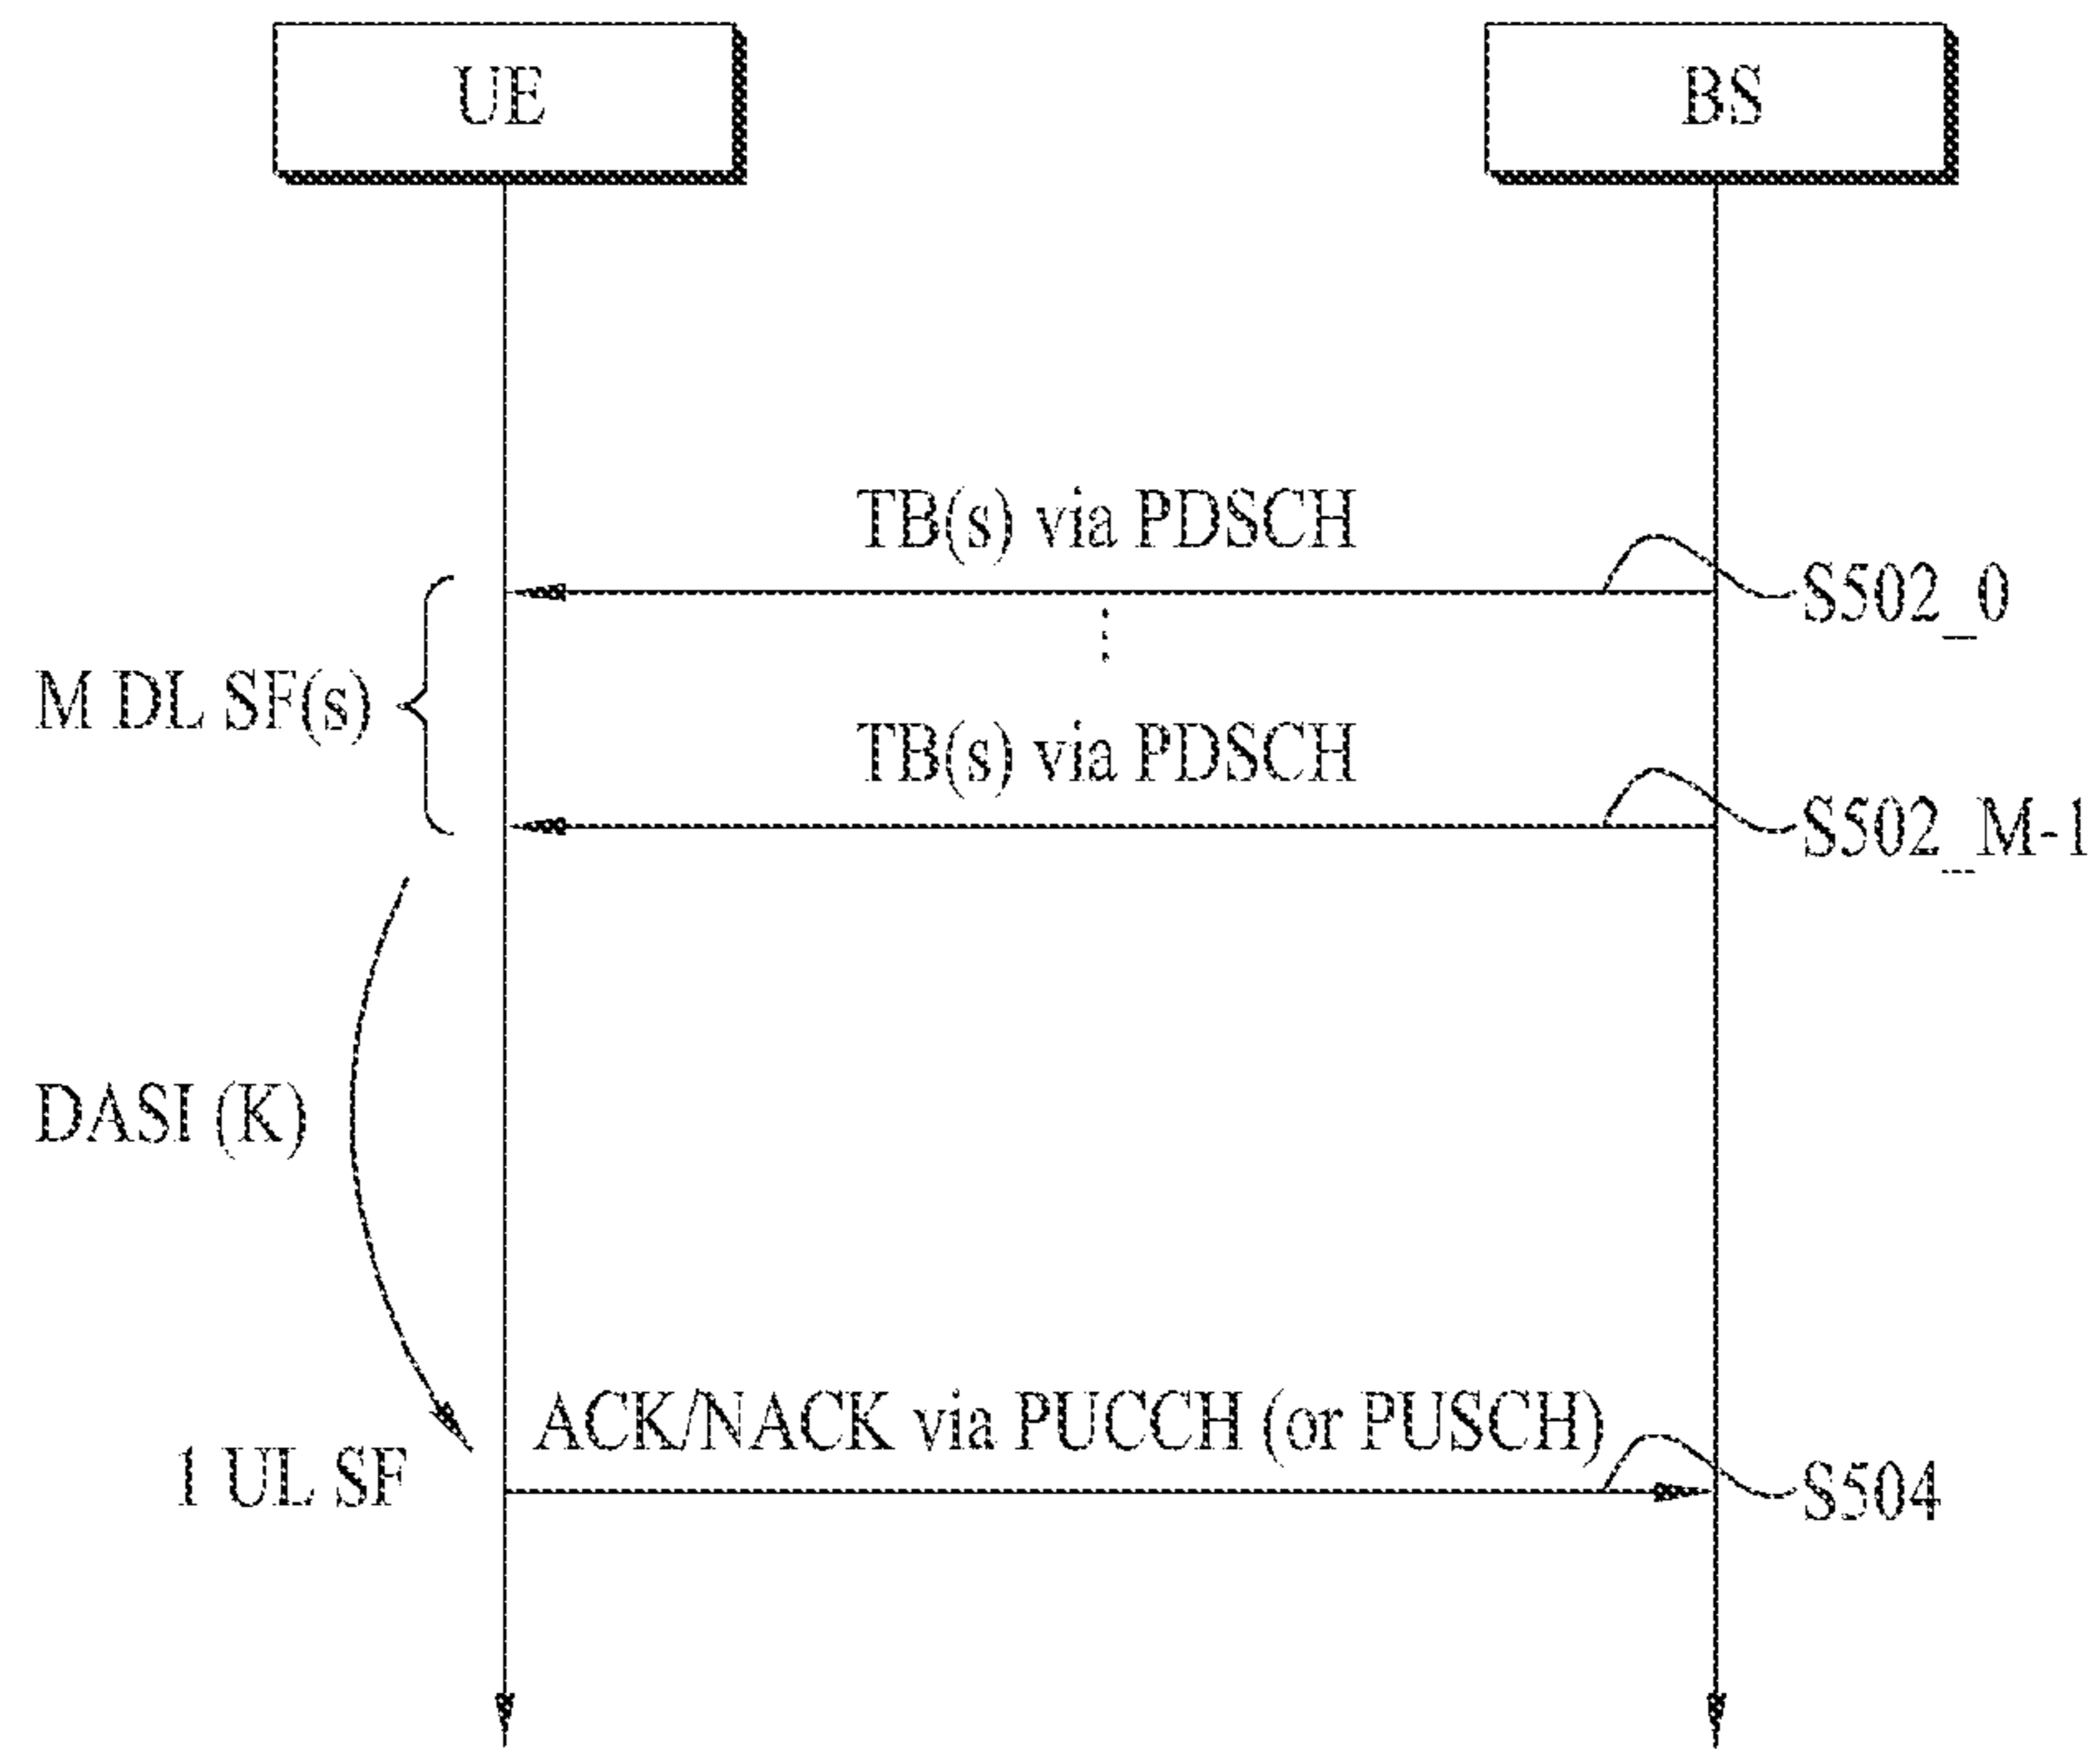 UE
BS
TB(s) via PDSCH
S502_0
M DL SF(s)
TB(s) via PDSCH
S502_M-1
DASI (K)
ACK/NACK via PUCCH (or PUSCH)
1 UL SF
S504